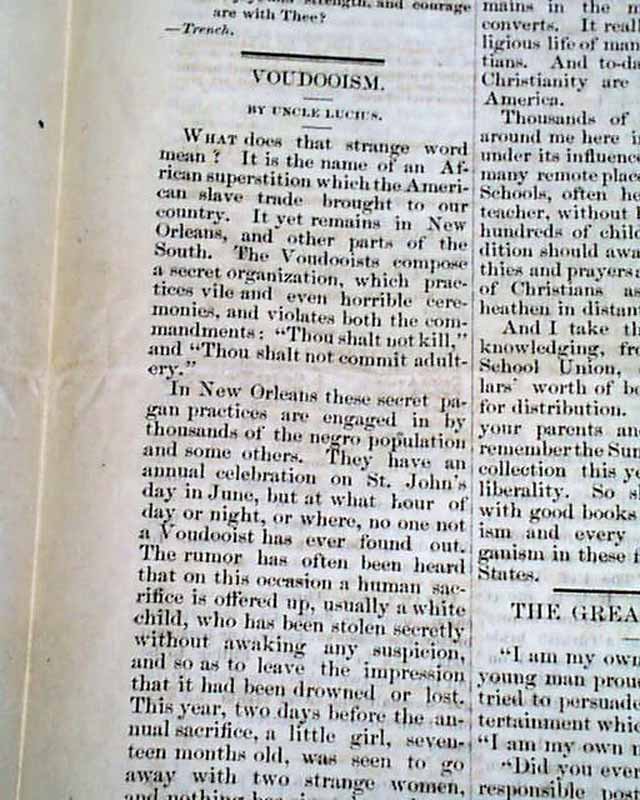 strength, and courage
are with Thee?
—Trench.
VOUDOOISM.
BY UNCLE LUCIUS.
WHAT does that strange word
mean? It is the name of an Af-
rican superstition which the Ameri-
can slave trade brought to our
country. It yet remains in New
Orleans, and other parts of the
South. The Voudooists compose
a secret organization, which prac-
tices vile and even horrible cere-
monies, and violates both the com-
mandments: "Thou shalt not kill,"
and "Thou shalt not commit adult-
ery."
In New Orleans these secret pa-
gan practices are engaged in by
thousands of the negro population
and some others. They have an
annual celebration on St. John's
day in June, but at what hour of
day or night, or where, no one not
a Voudooist has ever found out.
The rumor has often been heard
that on this occasion a human sac-
rifice is offered up, usually a white
child, who has been stolen secretly
without awaking any suspicion,
and so as to leave the impression
that it had been drowned or lost.
This year, two days before the an-
nual sacrifice, a little girl, seven-
teen months old, was seen to go
away with two strange women,
and nothing has
mains in the
converts. It
ligious life of
tians. And
Christianity are
America.
Thousands of
around me here
under its influence
many remote
Schools, often
teacher, without
hundreds of
dition should
thies and prayers
of Christians
heathen in
And I take
knowledging,
School Union,
lars' worth of
for distribution.
your parents
remember the
collection this
liberality. So
with good books
ism and every
ganism in these
States.
THE
"I am my own
young man
tried to persuade
tertainment
"I am my own
"Did you
responsible